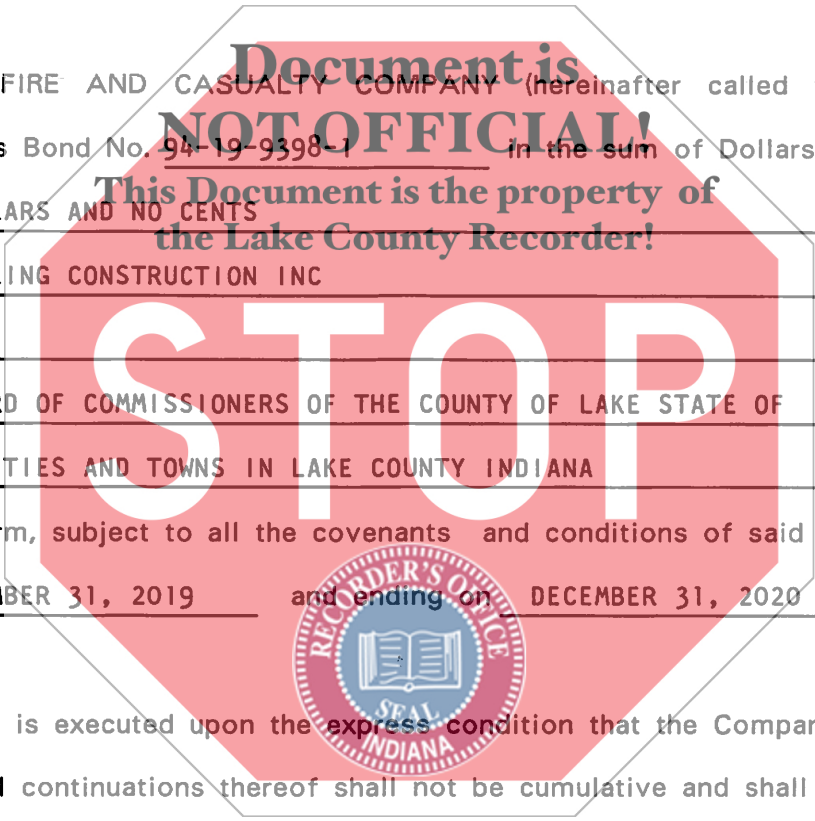 Document is
FIRE AND CASUALTY COMPANY (hereinafter called
NOT OFFICIAL!
Bond No. 94-19-9398-1 in the sum of Dollars
This Document is the property of
ARS AND NO CENTS
the Lake County Recorder!
ING CONSTRUCTION INC
STOP
D OF COMMISSIONERS OF THE COUNTY OF LAKE STATE OF
TIES AND TOWNS IN LAKE COUNTY INDIANA
m, subject to all the covenants and conditions of said
BER 31, 2019 and ending on DECEMBER 31, 2020
RECORDER'S OFFICE
SEAL
INDIANA
is executed upon the express condition that the Compar
continuations thereof shall not be cumulative and shall